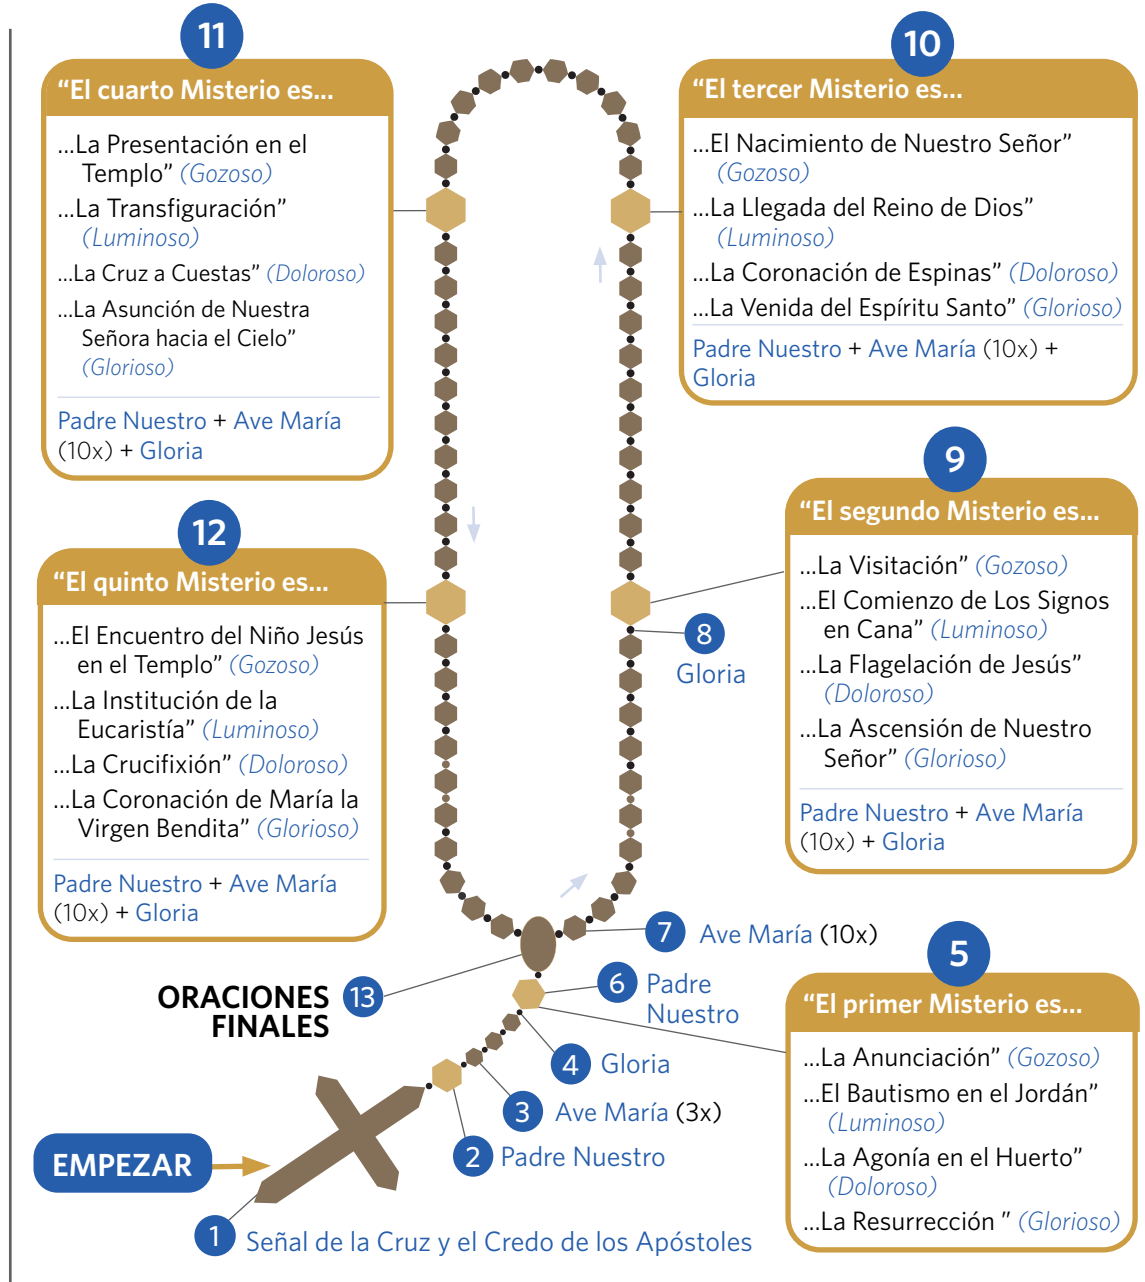 11
“El cuarto Misterio es...
...La Presentación en el
Templo” (Gozoso)
...La Transfiguración”
(Luminoso)
...La Cruz a Cuestas” (Doloroso)
...La Asunción de Nuestra
Señora hacia el Cielo”
(Glorioso)
Padre Nuestro + Ave María
(10x) + Gloria
10
“El tercer Misterio es...
...El Nacimiento de Nuestro Señor”
(Gozoso)
...La Llegada del Reino de Dios”
(Luminoso)
...La Coronación de Espinas” (Doloroso)
...La Venida del Espíritu Santo” (Glorioso)
Padre Nuestro + Ave María (10x) +
Gloria
12
“El quinto Misterio es...
...El Encuentro del Niño Jesús
en el Templo” (Gozoso)
...La Institución de la
Eucaristía” (Luminoso)
...La Crucifixión” (Doloroso)
...La Coronación de María la
Virgen Bendita” (Glorioso)
Padre Nuestro + Ave María
(10x) + Gloria
9
“El segundo Misterio es...
...La Visitación” (Gozoso)
...El Comienzo de Los Signos
en Cana” (Luminoso)
...La Flagelación de Jesús”
(Doloroso)
...La Ascensión de Nuestro
Señor” (Glorioso)
Padre Nuestro + Ave María
(10x) + Gloria
8
Gloria
7 Ave María (10x)
6 Padre
Nuestro
5
“El primer Misterio es...
...La Anunciación” (Gozoso)
...El Bautismo en el Jordán”
(Luminoso)
...La Agonía en el Huerto”
(Doloroso)
...La Resurrección ” (Glorioso)
ORACIONES
FINALES
13
4 Gloria
3 Ave María (3x)
2 Padre Nuestro
EMPEZAR
1 Señal de la Cruz y el Credo de los Apóstoles